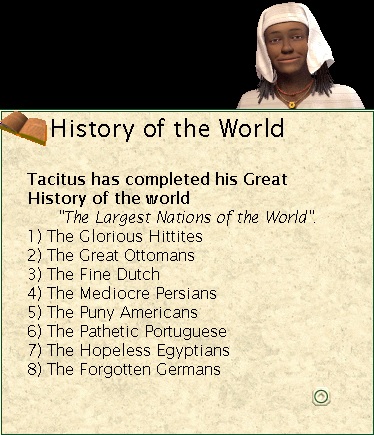 History of the World
Tacitus has completed his Great
History of the world
"The Largest Nations of the World".
1) The Glorious Hittites
2) The Great Ottomans
3) The Fine Dutch
4) The Mediocre Persians
5) The Puny Americans
6) The Pathetic Portuguese
7) The Hopeless Egyptians
8) The Forgotten Germans